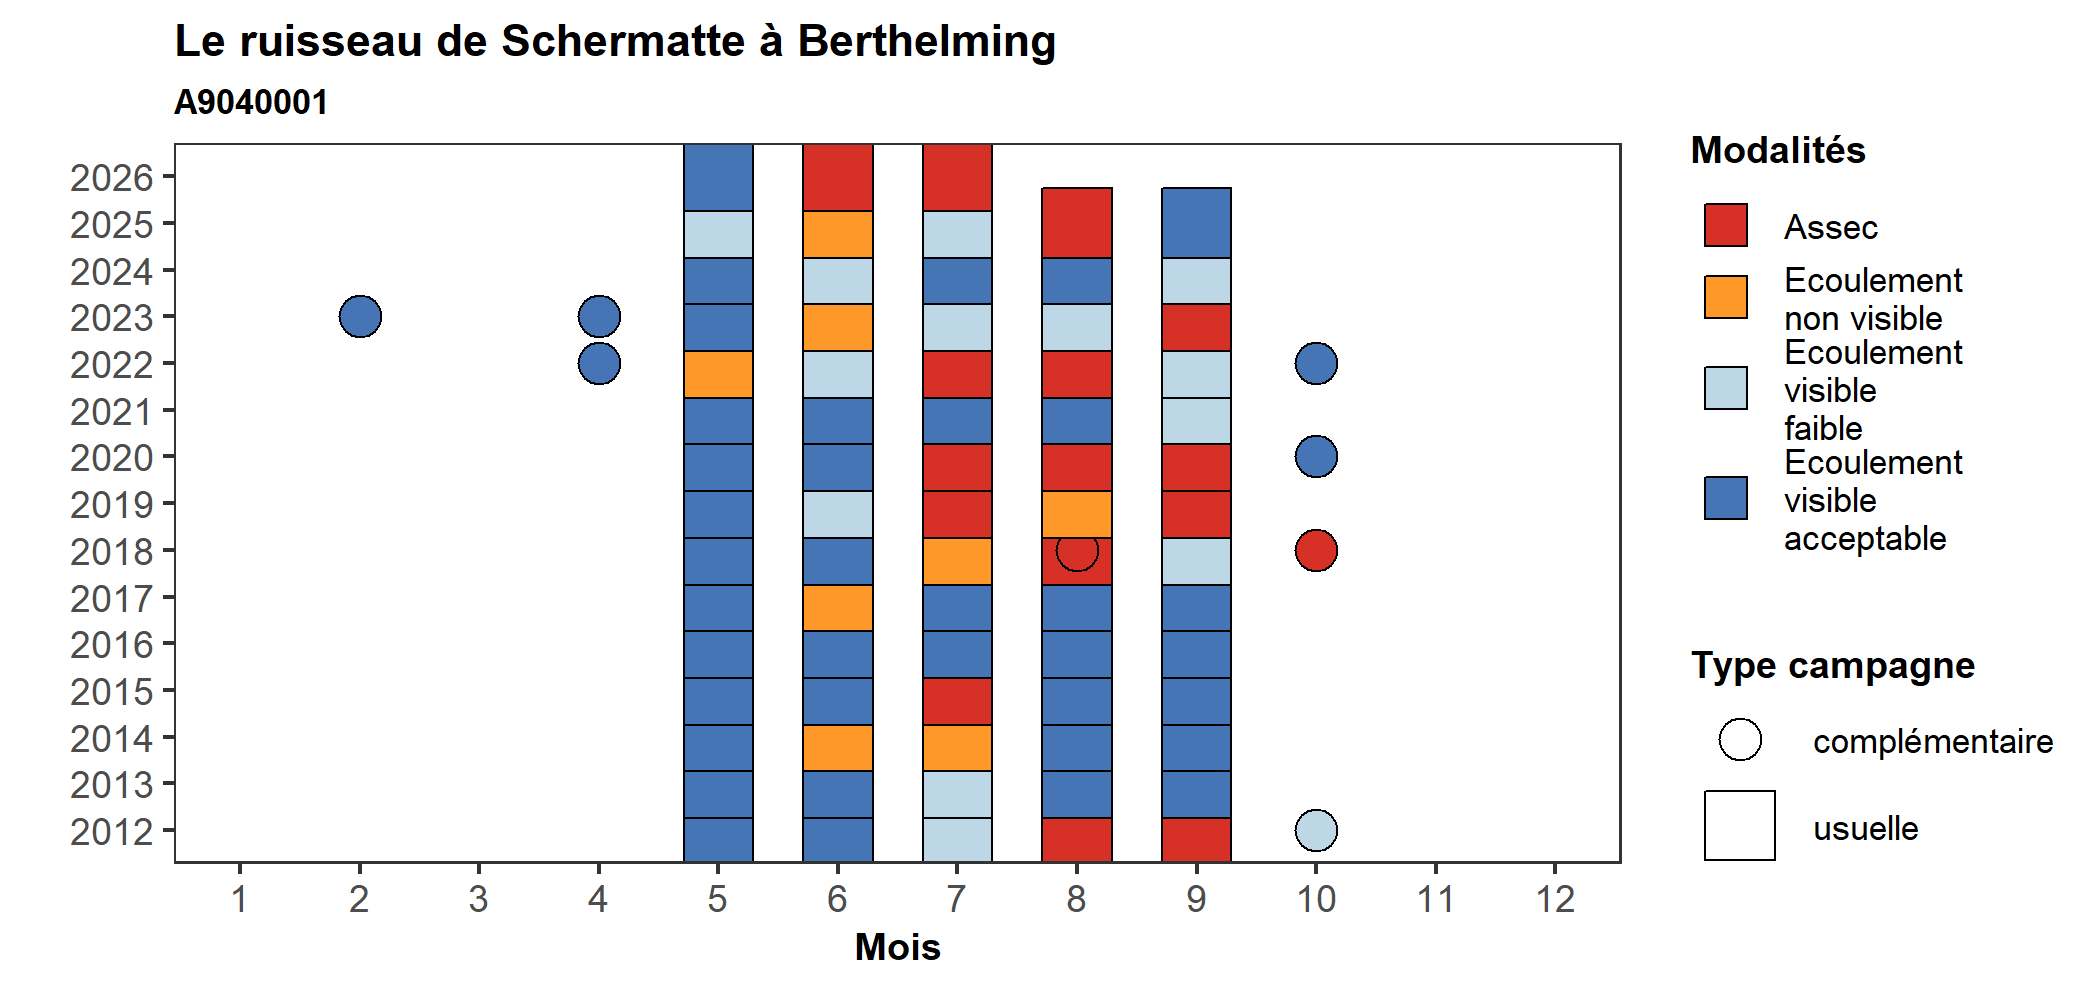 Le ruisseau de Schermatte à Berthelming
A9040001
2026
2025
2024
2023
2022
2021
2020
2019
2018
2017
2016
2015
2014
2013
2012
1 2 3 4 5 6 7 8 9 10 11 12
Mois
Modalités
Assec
Ecoulement
non visible
Ecoulement
visible
faible
Ecoulement
visible
acceptable
Type campagne
complémentaire
usuelle